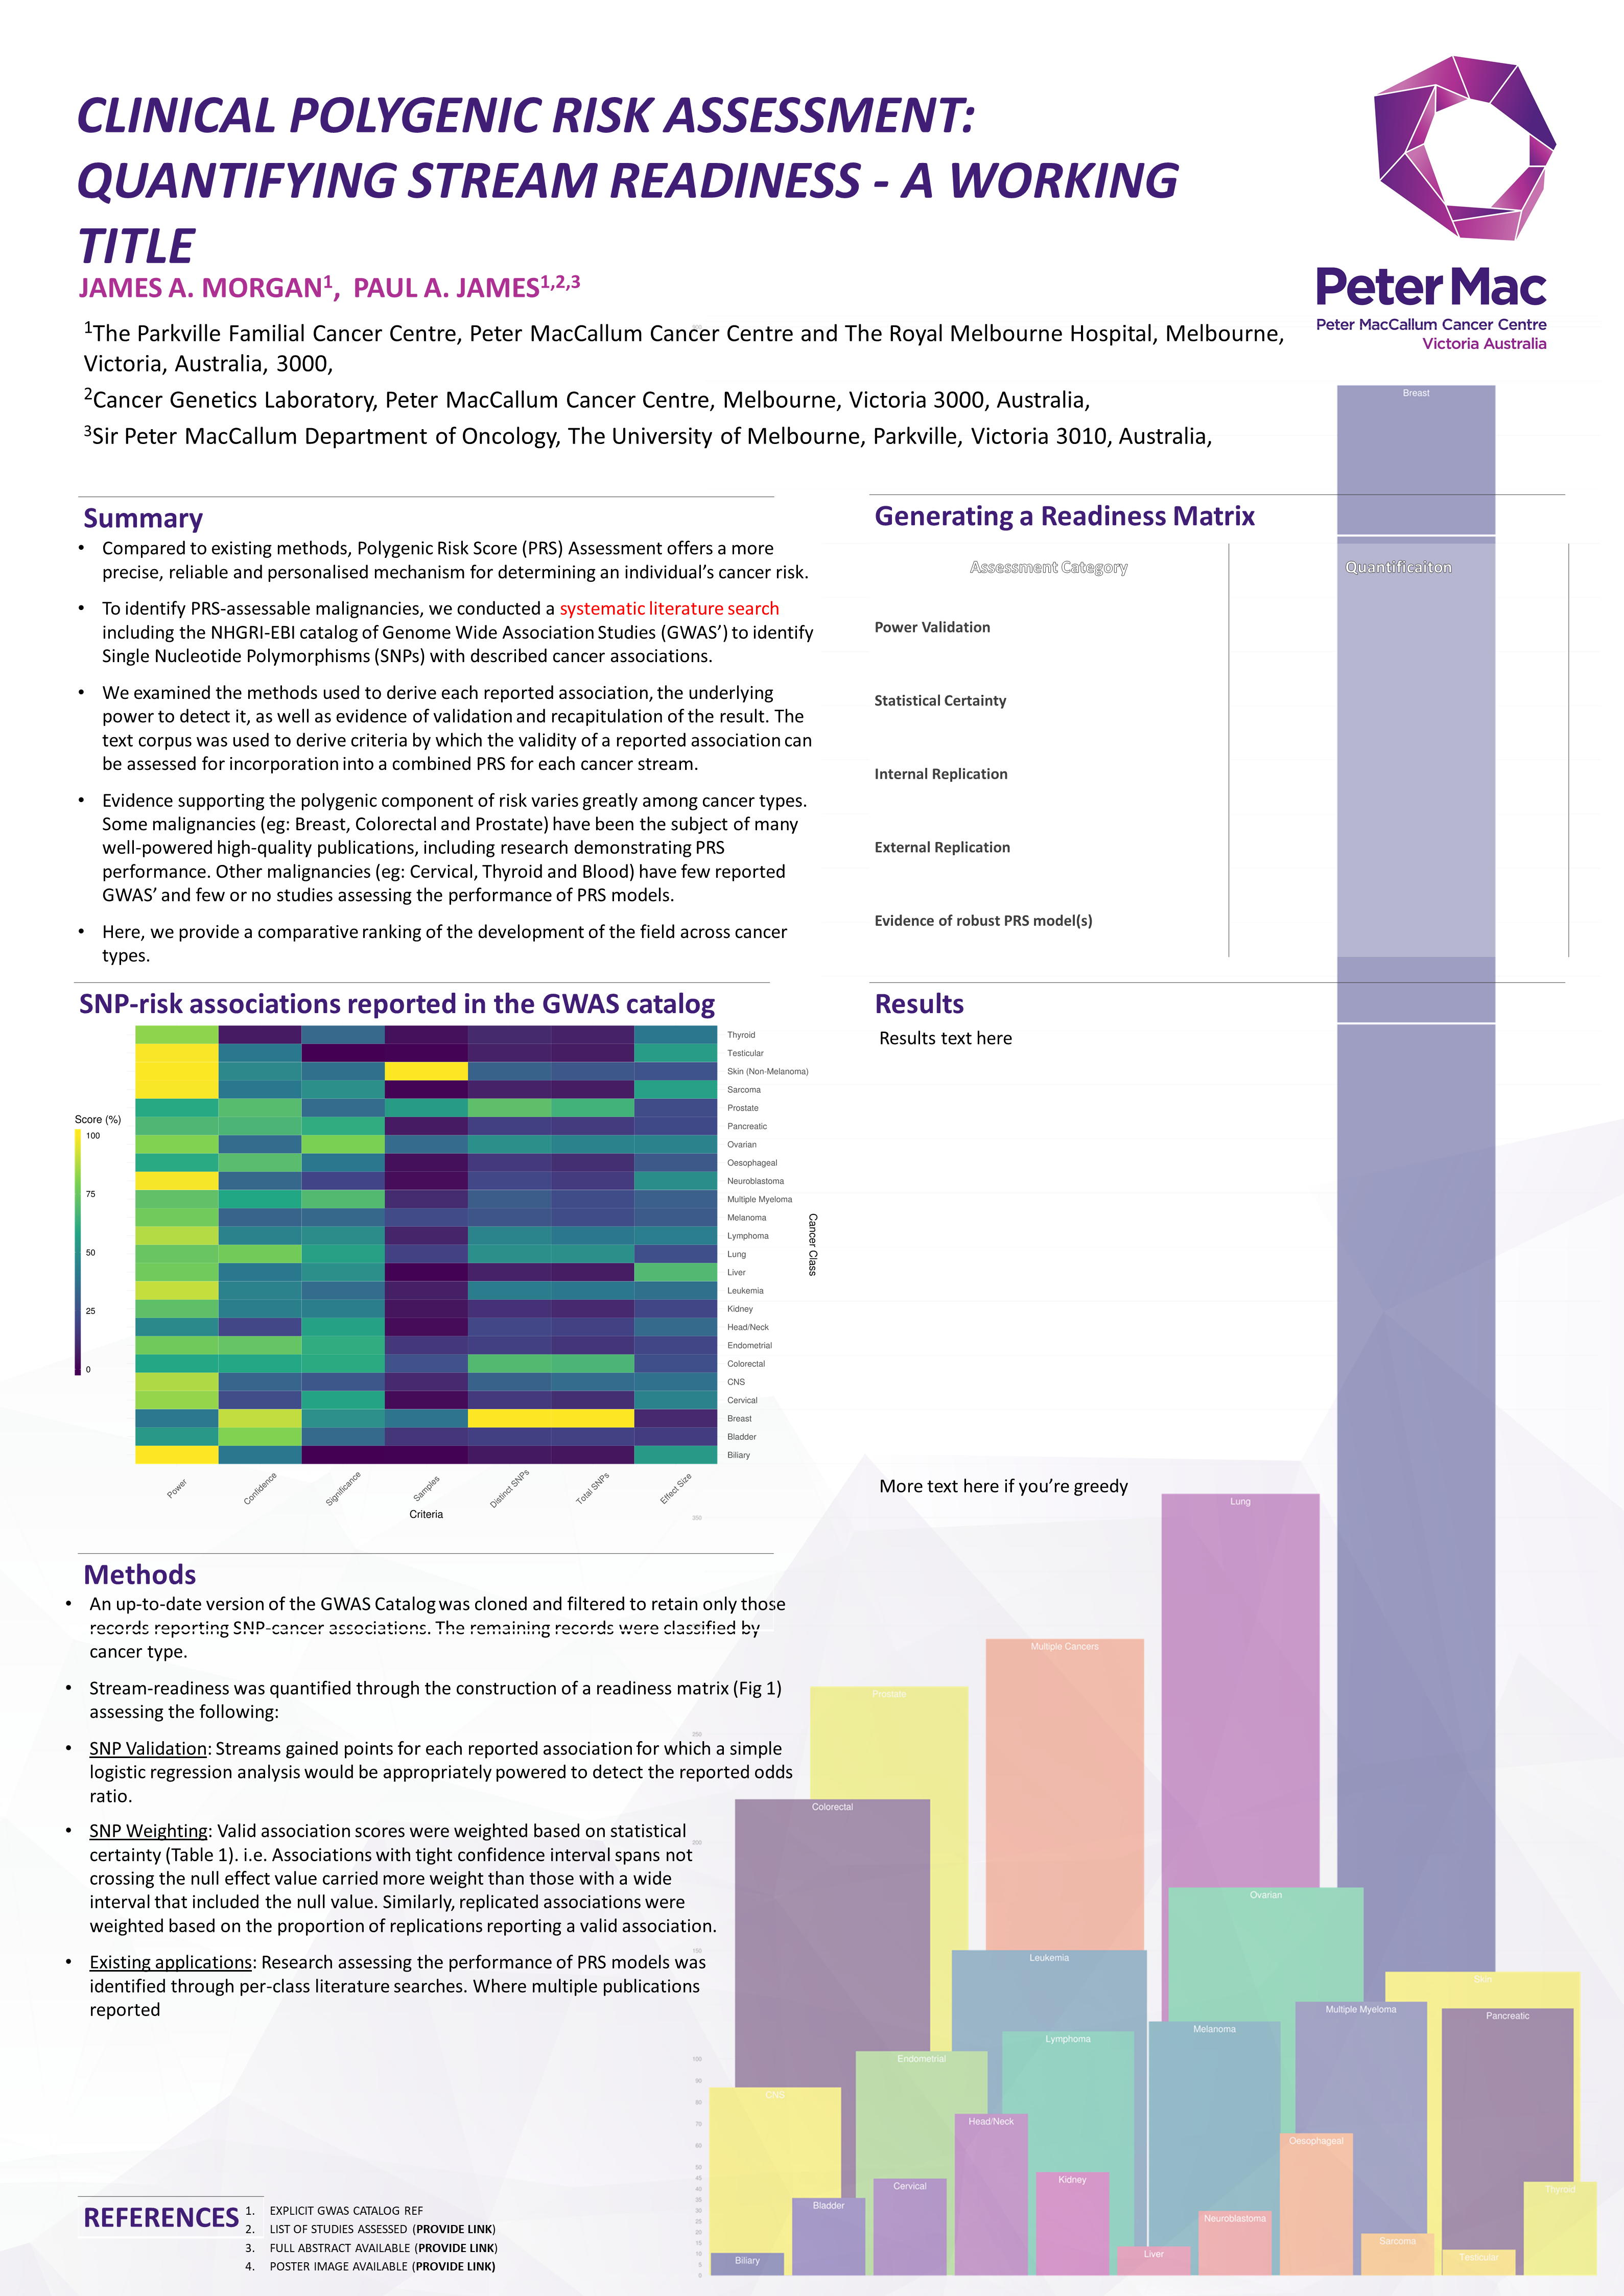 CLINICAL POLYGENIC RISK ASSESSMENT:
QUANTIFYING STREAM READINESS - A WORKING
TITLE
JAMES A. MORGAN1, PAUL A. JAMES1,2,3
1The Parkville Familial Cancer Centre, Peter MacCallum Cancer Centre and The Royal Melbourne Hospital, Melbourne,
Victoria, Australia, 3000,
2Cancer Genetics Laboratory, Peter MacCallum Cancer Centre, Melbourne, Victoria 3000, Australia,
3Sir Peter MacCallum Department of Oncology, The University of Melbourne, Parkville, Victoria 3010, Australia,
Peter Mac
Peter MacCallum Cancer Centre
Victoria Australia
Summary
• Compared to existing methods, Polygenic Risk Score (PRS) Assessment offers a more
precise, reliable and personalised mechanism for determining an individual’s cancer risk.
• To identify PRS-assessable malignancies, we conducted a systematic literature search
including the NHGRI-EBI catalog of Genome Wide Association Studies (GWAS’) to identify
Single Nucleotide Polymorphisms (SNPs) with described cancer associations.
• We examined the methods used to derive each reported association, the underlying
power to detect it, as well as evidence of validation and recapitulation of the result. The
text corpus was used to derive criteria by which the validity of a reported association can
be assessed for incorporation into a combined PRS for each cancer stream.
• Evidence supporting the polygenic component of risk varies greatly among cancer types.
Some malignancies (eg: Breast, Colorectal and Prostate) have been the subject of many
well-powered high-quality publications, including research demonstrating PRS
performance. Other malignancies (eg: Cervical, Thyroid and Blood) have few reported
GWAS’ and few or no studies assessing the performance of PRS models.
• Here, we provide a comparative ranking of the development of the field across cancer
types.
SNP-risk associations reported in the GWAS catalog
Score (%)
100
75
50
25
0
Thyroid
Testicular
Skin (Non-Melanoma)
Sarcoma
Prostate
Pancreatic
Ovarian
Oesophageal
Neuroblastoma
Multiple Myeloma
Melanoma
Lymphoma
Lung
Liver
Leukemia
Kidney
Head/Neck
Endometrial
Colorectal
CNS
Cervical
Breast
Bladder
Biliary
Cancer Class
Power
Confidence
Significance
Samples
Distinct SNPs
Total SNPs
Effect Size
Criteria
Methods
• An up-to-date version of the GWAS Catalog was cloned and filtered to retain only those
records reporting SNP-cancer associations. The remaining records were classified by
cancer type.
• Stream-readiness was quantified through the construction of a readiness matrix (Fig 1)
assessing the following:
• SNP Validation: Streams gained points for each reported association for which a simple
logistic regression analysis would be appropriately powered to detect the reported odds
ratio.
• SNP Weighting: Valid association scores were weighted based on statistical
certainty (Table 1). i.e. Associations with tight confidence interval spans not
crossing the null effect value carried more weight than those with a wide
interval that included the null value. Similarly, replicated associations were
weighted based on the proportion of replications reporting a valid association.
• Existing applications: Research assessing the performance of PRS models was
identified through per-class literature searches. Where multiple publications
reported
REFERENCES
1. EXPLICIT GWAS CATALOG REF
2. LIST OF STUDIES ASSESSED (PROVIDE LINK)
3. FULL ABSTRACT AVAILABLE (PROVIDE LINK)
4. POSTER IMAGE AVAILABLE (PROVIDE LINK)
Generating a Readiness Matrix
Assessment Category
Quantificaiton
Power Validation
Statistical Certainty
Internal Replication
External Replication
Evidence of robust PRS model(s)
Results
Results text here
More text here if you’re greedy
Breast
Lung
Multiple Cancers
Prostate
Colorectal
Ovarian
Leukemia
Skin
Multiple Myeloma
Pancreatic
Melanoma
Lymphoma
Endometrial
CNS
Head/Neck
Oesophageal
Kidney
Cervical
Thyroid
Bladder
Neuroblastoma
Sarcoma
Liver
Testicular
Biliary
350
250
200
150
100
90
80
70
60
50
45
40
35
30
25
20
15
10
5
0